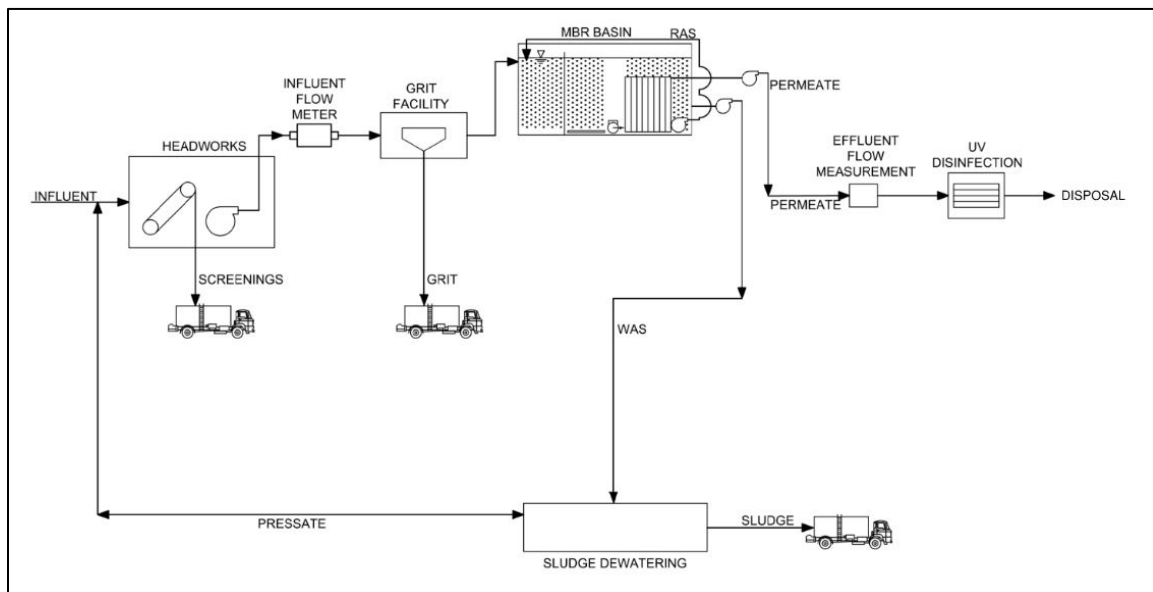 MBR BASIN
RAS
INFLUENT
FLOW
METER
GRIT
FACILITY
PERMEATE
HEADWORKS
EFFLUENT
FLOW
MEASUREMENT
UV
DISINFECTION
INFLUENT
PERMEATE
DISPOSAL
SCREENINGS
GRIT
WAS
PRESSATE
SLUDGE
SLUDGE DEWATERING